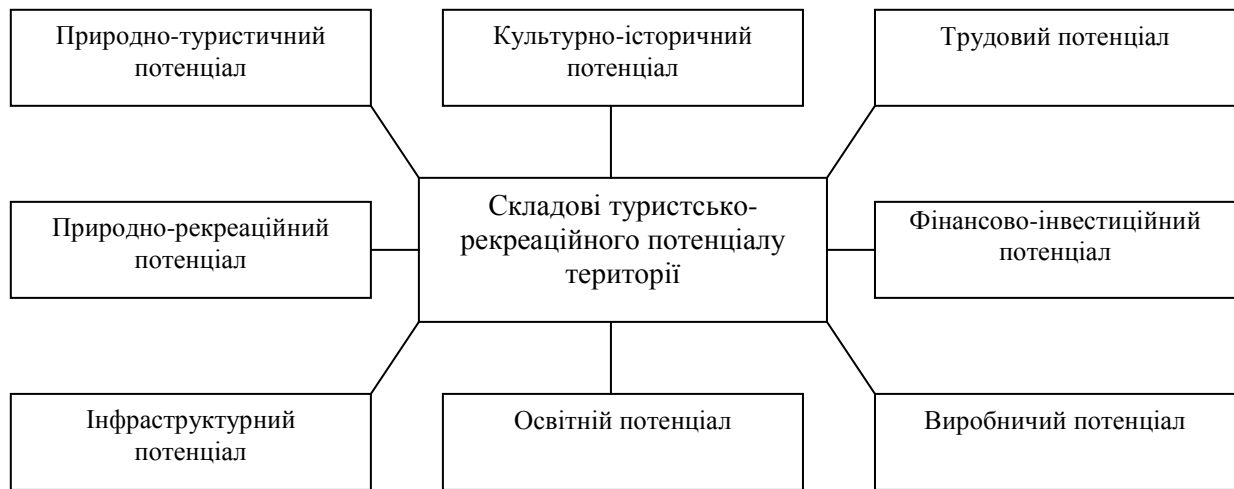 Природно-туристичний
потенціал
Культурно-історичний
потенціал
Трудовий потенціал
Природно-рекреаційний
потенціал
Складові туристсько-
рекреаційного потенціалу
території
Фінансово-інвестиційний
потенціал
Інфраструктурний
потенціал
Освітній потенціал
Виробничий потенціал